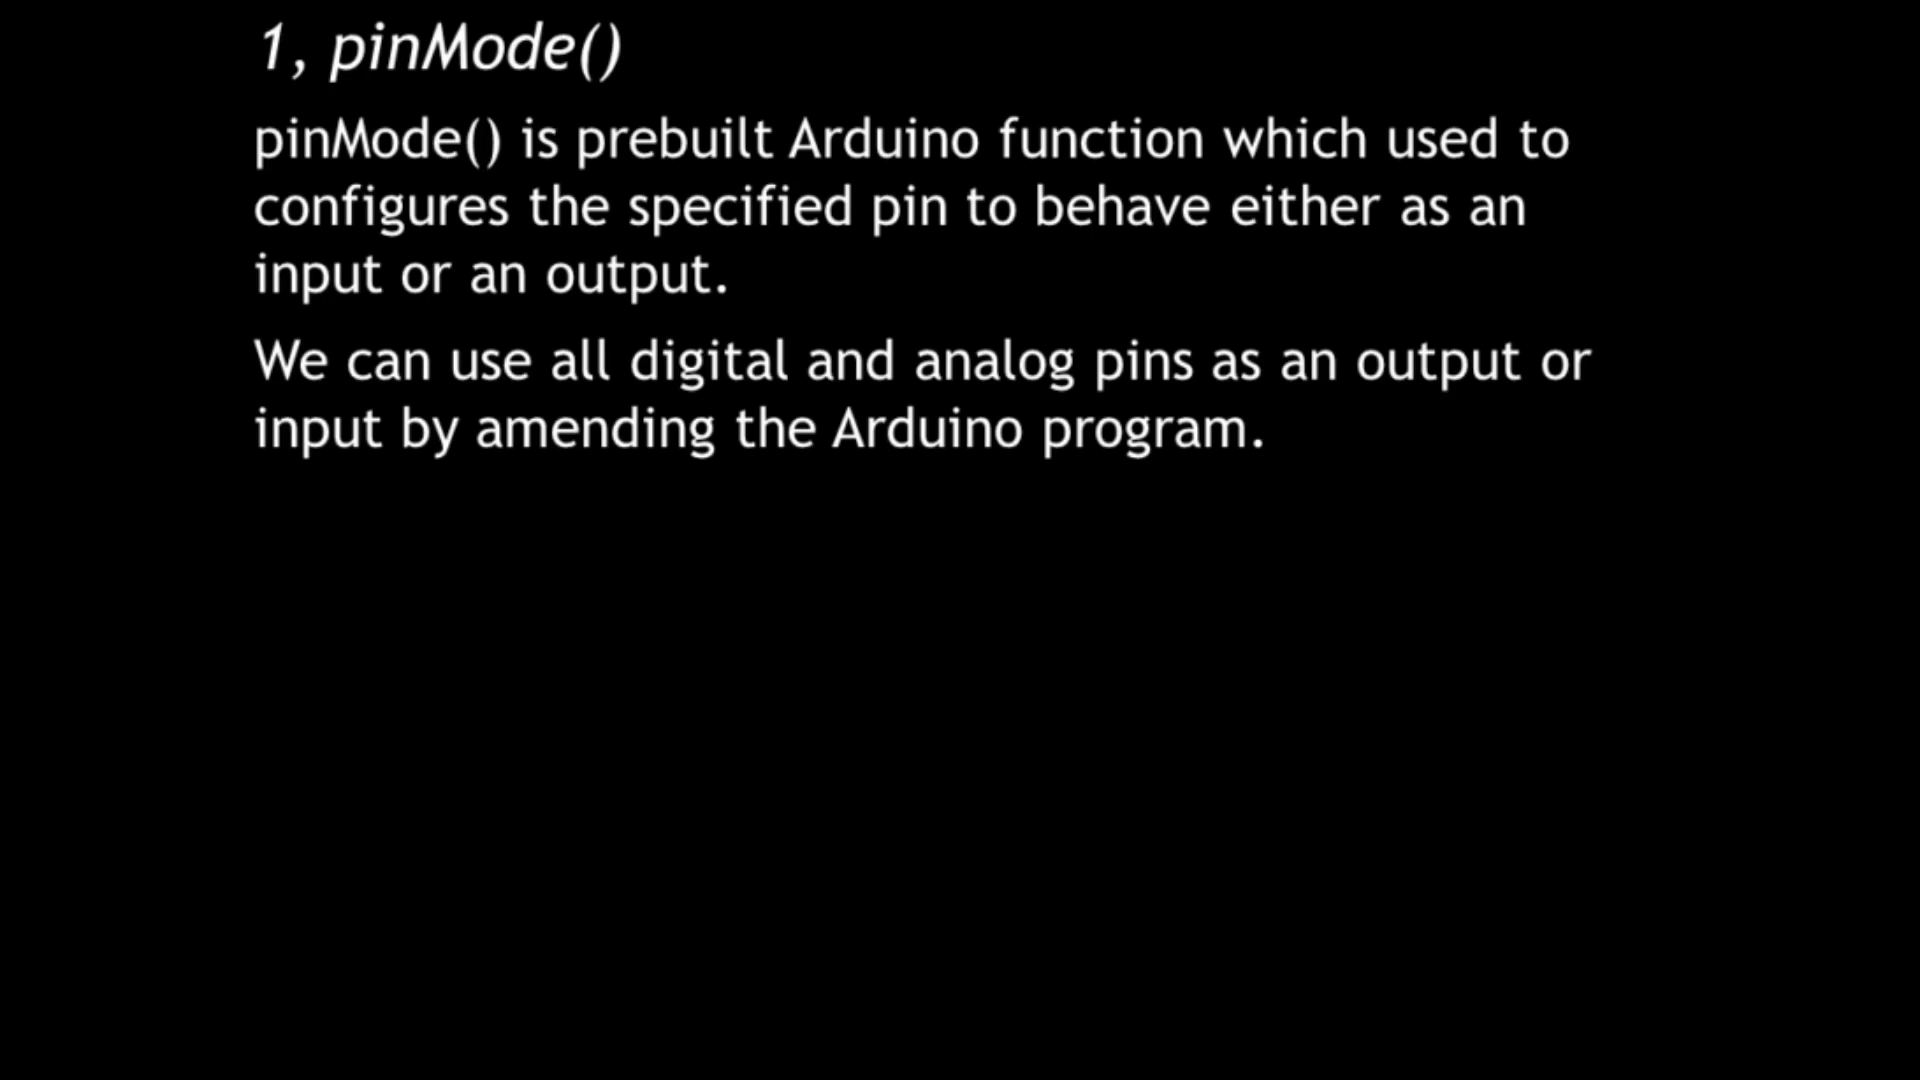 1, pinMode()
pinMode() is prebuilt Arduino function which used to
configures the specified pin to behave either as an
input or an output.
We can use all digital and analog pins as an output or
input by amending the Arduino program.